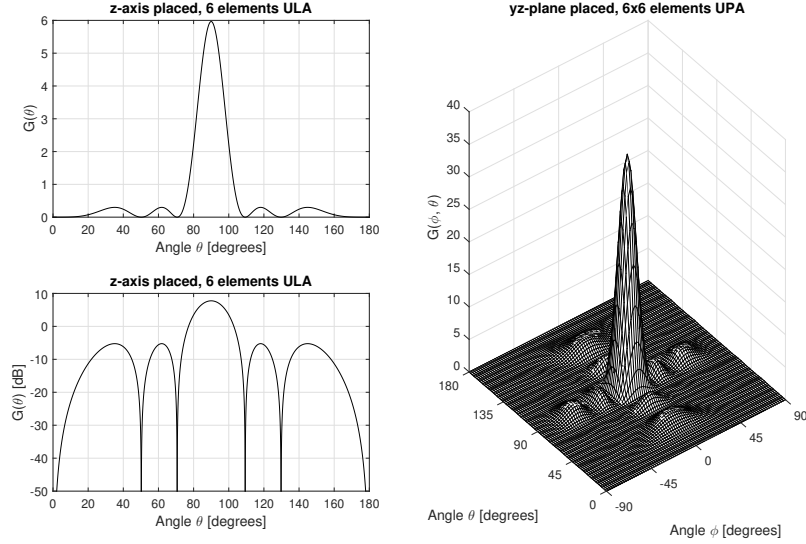 z-axis placed, 6 elements ULA
6
5
4
3
2
1
0
G(θ)
0 20 40 60 80 100 120 140 160 180
Angle θ [degrees]
z-axis placed, 6 elements ULA
10
0
-10
-20
-30
-40
-50
G(θ) [dB]
0 20 40 60 80 100 120 140 160 180
Angle θ [degrees]
yz-plane placed, 6x6 elements UPA
40
35
30
25
20
15
10
5
0
G(ϕ, θ)
180
135
90
45
0
Angle θ [degrees]
-90
-45
0
45
90
Angle ϕ [degrees]